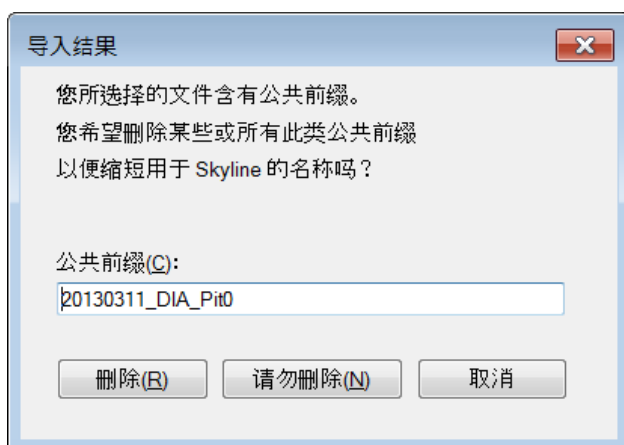 导入结果
您所选择的文件含有公共前缀。
您希望删除某些或所有此类公共前缀
以便缩短用于 Skyline 的名称吗？
公共前缀(C):
20130311_DIA_Pit0
删除(R) 请勿删除(N) 取消